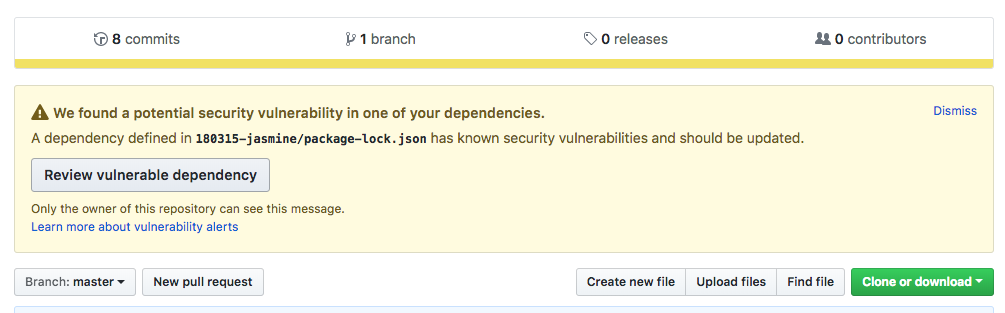 8 commits
1 branch
0 releases
0 contributors
We found a potential security vulnerability in one of your dependencies.
Dismiss
A dependency defined in 180315-jasmine/package-lock.json has known security vulnerabilities and should be updated.
Review vulnerable dependency
Only the owner of this repository can see this message.
Learn more about vulnerability alerts
Branch: master
New pull request
Create new file
Upload files
Find file
Clone or download